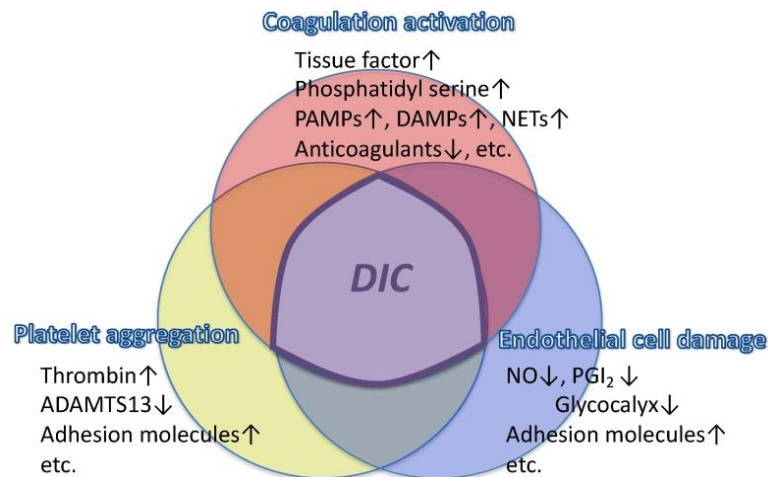 Coagulation activation
Tissue factor↑
Phosphatidyl serine↑
PAMPs↑, DAMPs↑, NETs↑
Anticoagulants↓, etc.
DIC
Platelet aggregation
Thrombin↑
ADAMTS13↓
Adhesion molecules↑
etc.
Endothelial cell damage
NO↓, PGI₂ ↓
Glycocalyx↓
Adhesion molecules↑
etc.